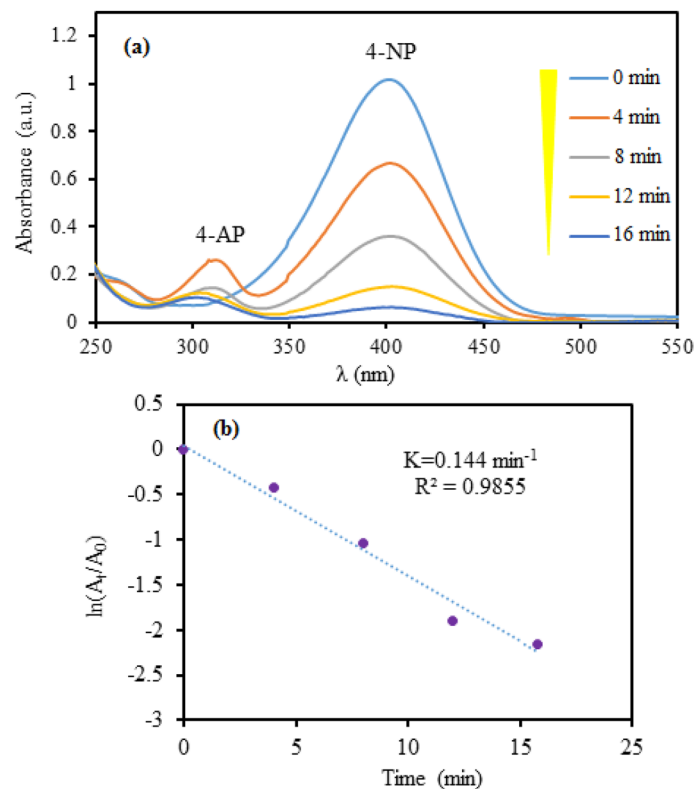 (a)
4-NP
4-AP
0 min
4 min
8 min
12 min
16 min
Absorbance (a.u.)
1.2
1
0.8
0.6
0.4
0.2
0
250 300 350 400 450 500 550
λ (nm)
(b)
K=0.144 min⁻¹
R² = 0.9855
ln(Aₜ/A₀)
0.5
0
-0.5
-1
-1.5
-2
-2.5
-3
0 5 10 15 25
Time (min)